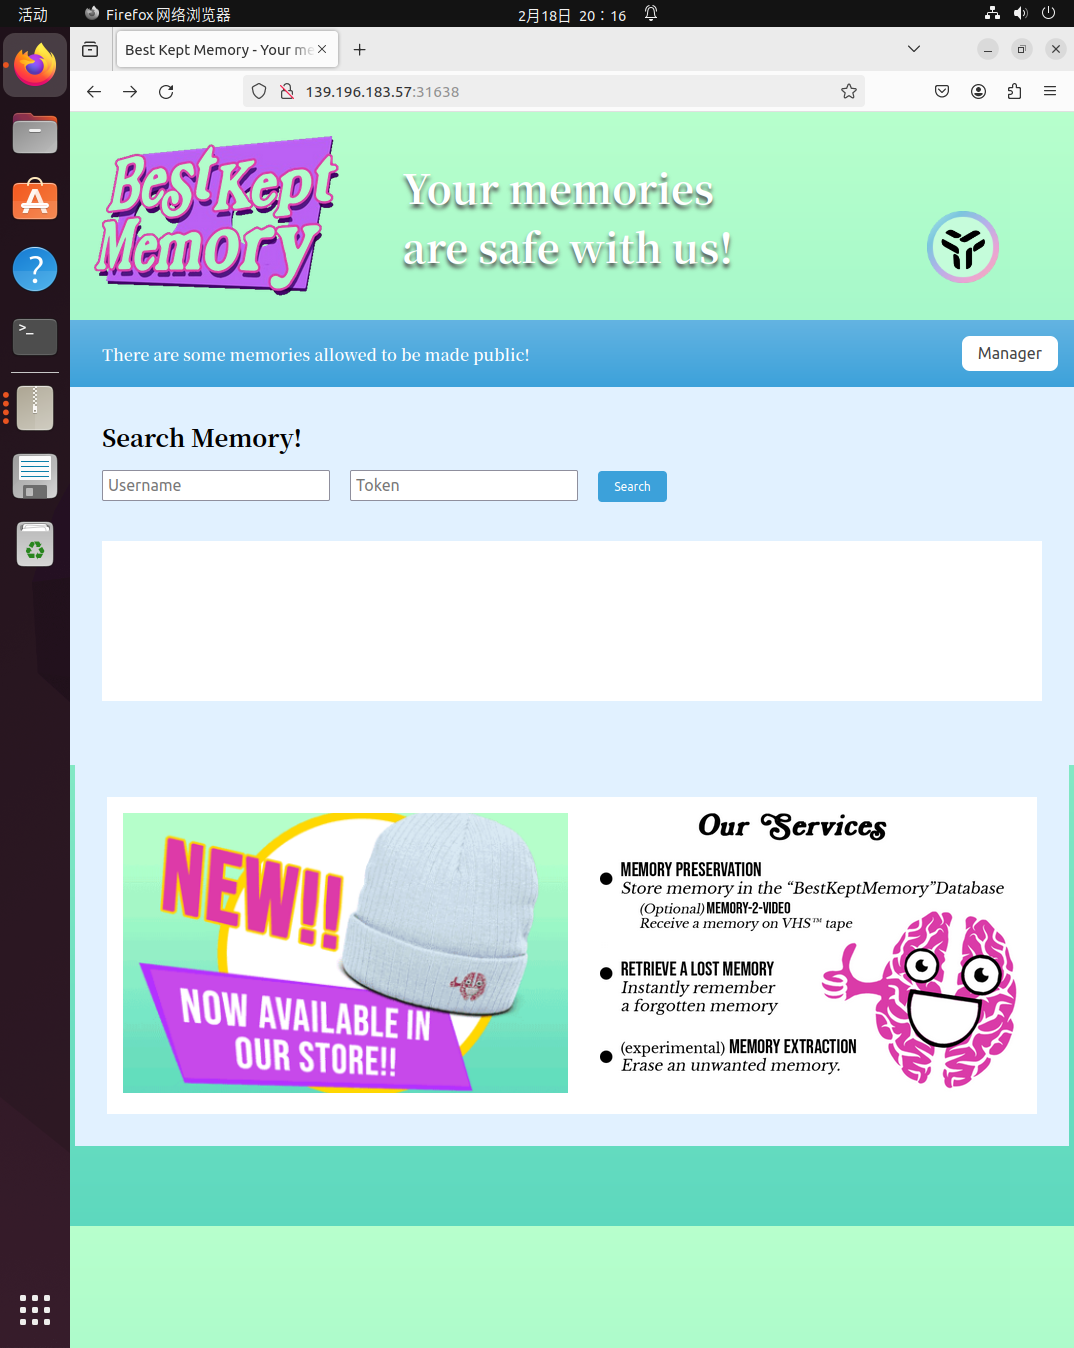 活动
Firefox 网络浏览器
2月18日 20：16
Best Kept Memory - Your me
139.196.183.57:31638
Best Kept
Memory
Your memories
are safe with us!
There are some memories allowed to be made public!
Manager
Search Memory!
Username
Token
Search
NEW!!
NOW AVAILABLE IN
OUR STORE!!
Our Services
MEMORY PRESERVATION
Store memory in the “BestKeptMemory”Database
(Optional) MEMORY-2-VIDEO
Receive a memory on VHS™ tape
RETRIEVE A LOST MEMORY
Instantly remember
a forgotten memory
(experimental) MEMORY EXTRACTION
Erase an unwanted memory.